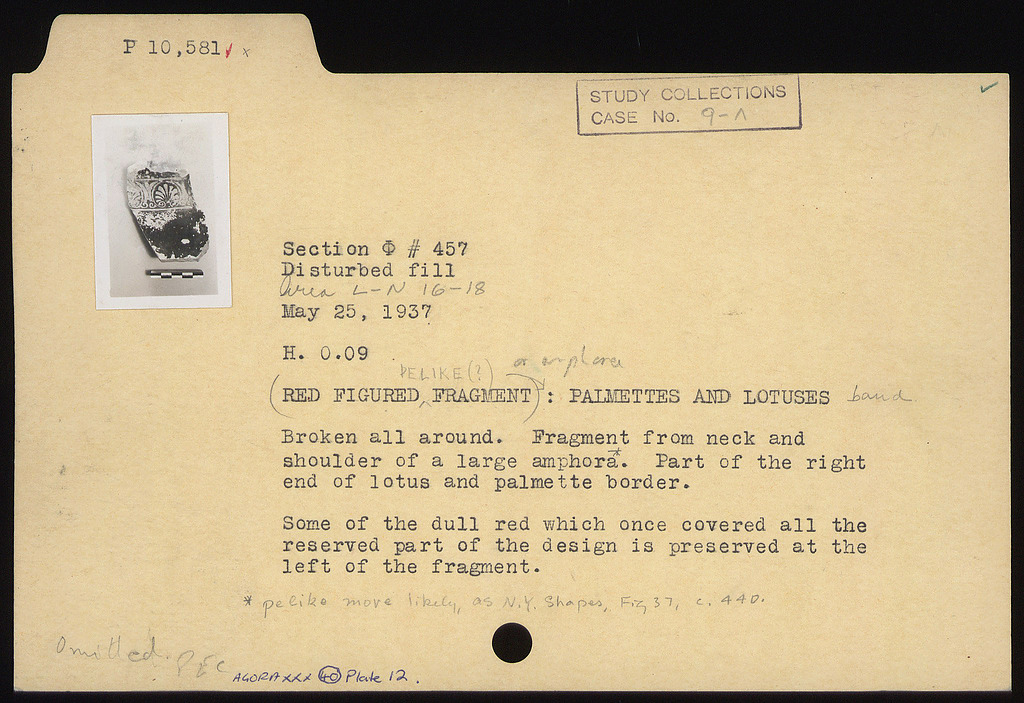 P 10,581 x
STUDY COLLECTIONS
CASE No. 9-Λ
Section Φ # 457
Disturbed fill
Area L-N 16-18
May 25, 1937
H. 0.09
PELIKE(?) or amphora
(RED FIGURED FRAGMENT): PALMETTES AND LOTUSES band
Broken all around. Fragment from neck and
shoulder of a large amphora.* Part of the right
end of lotus and palmette border.
Some of the dull red which once covered all the
reserved part of the design is preserved at the
left of the fragment.
* pelike more likely, as N.Y. Shapes, Fig 37, c. 440.
Omitted. PEC
AGORA XXX 40 Plate 12.